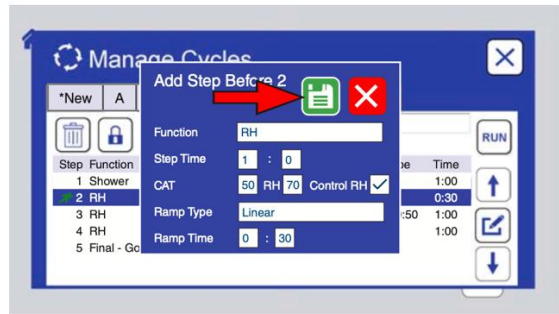 Manage Cycles
Add Step Before 2
*New A
Function RH
RUN
Step Time 1 : 0
Step Function Time
CAT 50 RH 70 Control RH
1 Shower 1:00
2 RH 0:30
Ramp Type Linear
3 RH :50 1:00
4 RH 1:00
Ramp Time 0 : 30
5 Final - Go